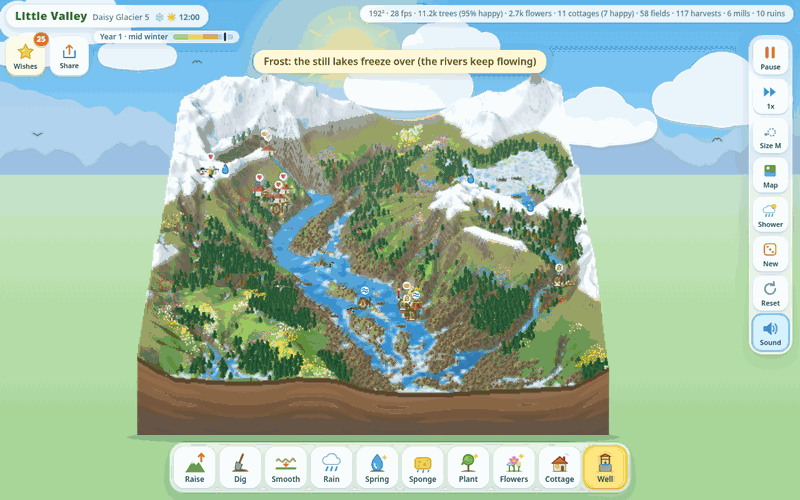 Little Valley Daisy Glacier 5 12:00
192² · 28 fps · 11.2k trees (95% happy) · 2.7k flowers · 11 cottages (7 happy) · 58 fields · 117 harvests · 6 mills · 10 ruins
Year 1 · mid winter
25
Wishes
Share
Frost: the still lakes freeze over (the rivers keep flowing)
Pause
1x
Size M
Map
Shower
New
Reset
Sound
Raise
Dig
Smooth
Rain
Spring
Sponge
Plant
Flowers
Cottage
Well